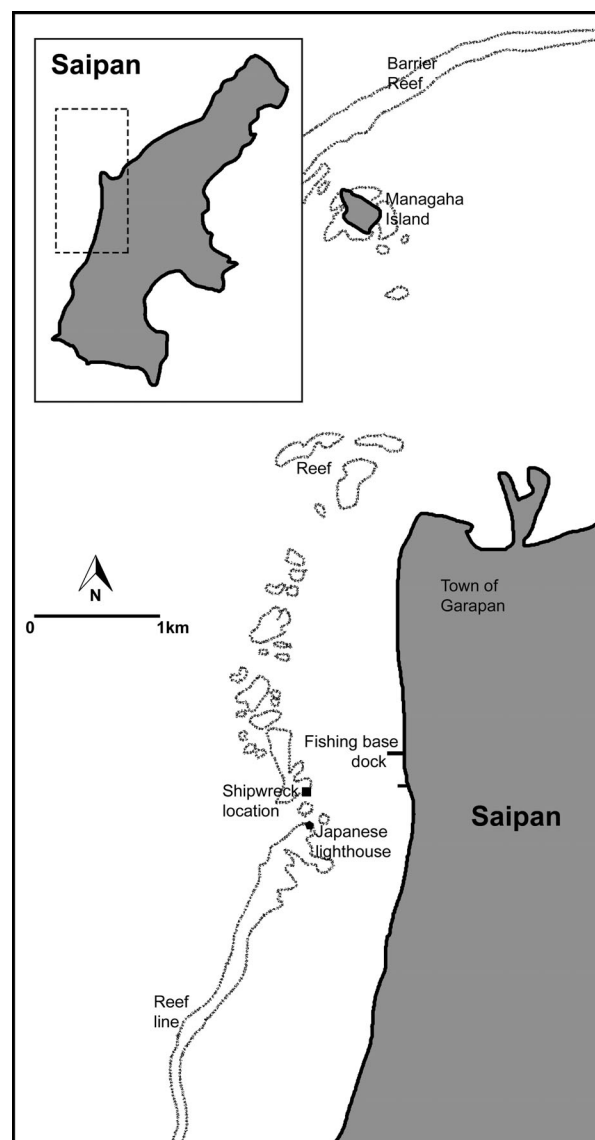 Saipan
Barrier
Reef
Managaha
Island
Reef
N
0 1km
Town of
Garapan
Fishing base
dock
Shipwreck
location
Saipan
Japanese
lighthouse
Reef
line